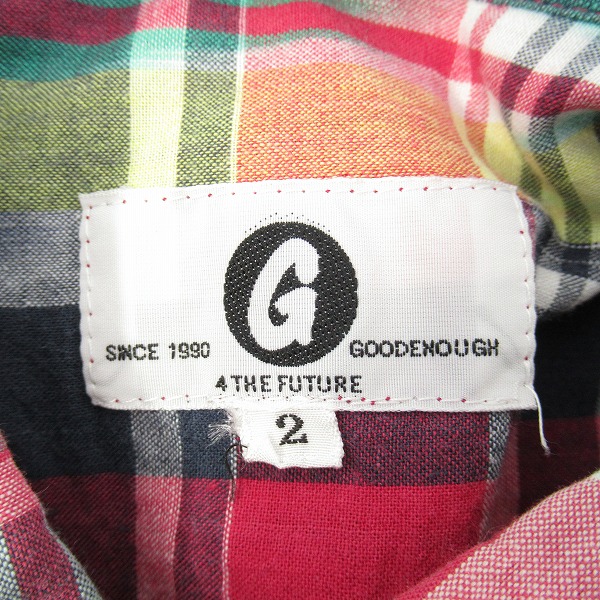 G
SINCE 1990 GOODENOUGH
4 THE FUTURE
2